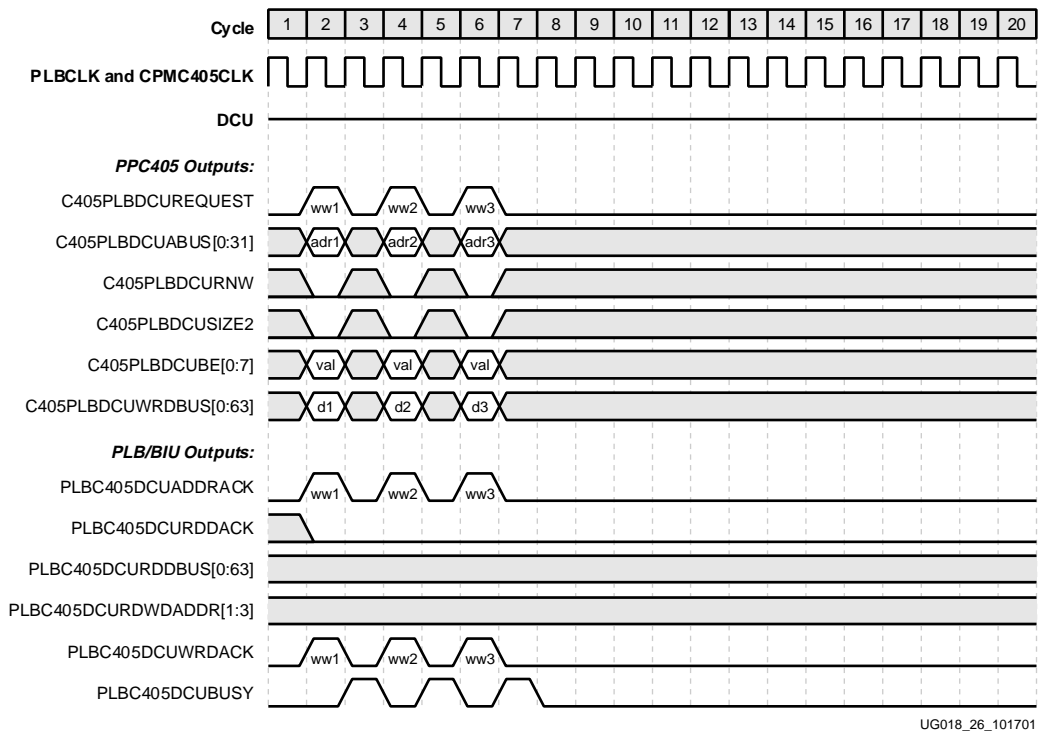 Cycle 1 2 3 4 5 6 7 8 9 10 11 12 13 14 15 16 17 18 19 20
PLBCLK and CPMC405CLK
DCU
PPC405 Outputs:
C405PLBDCUREQUEST ww1 ww2 ww3
C405PLBDCUABUS[0:31] adr1 adr2 adr3
C405PLBDCURNW
C405PLBDCUSIZE2
C405PLBDCUBE[0:7] val val val
C405PLBDCUWRDBUS[0:63] d1 d2 d3
PLB/BIU Outputs:
PLBC405DCUADDRACK ww1 ww2 ww3
PLBC405DCURDDACK
PLBC405DCURDDBUS[0:63]
PLBC405DCURDWDADDR[1:3]
PLBC405DCUWRDACK ww1 ww2 ww3
PLBC405DCUBUSY
UG018_26_101701